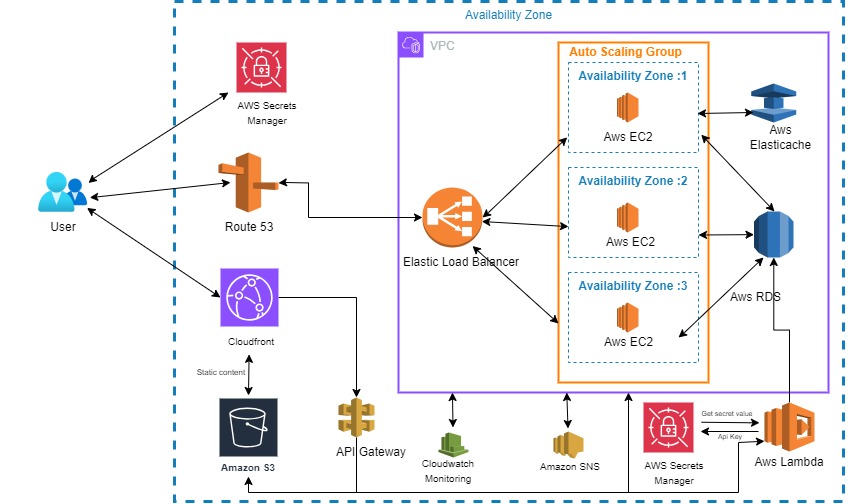 Availability Zone
VPC
Auto Scaling Group
Availability Zone :1
Aws EC2
AWS Secrets
Manager
Aws
Elasticache
Availability Zone :2
Aws EC2
User
Route 53
Elastic Load Balancer
Availability Zone :3
Aws EC2
Aws RDS
Cloudfront
Static content
Amazon S3
API Gateway
Cloudwatch
Monitoring
Amazon SNS
AWS Secrets
Manager
Get secret value
Api Key
Aws Lambda